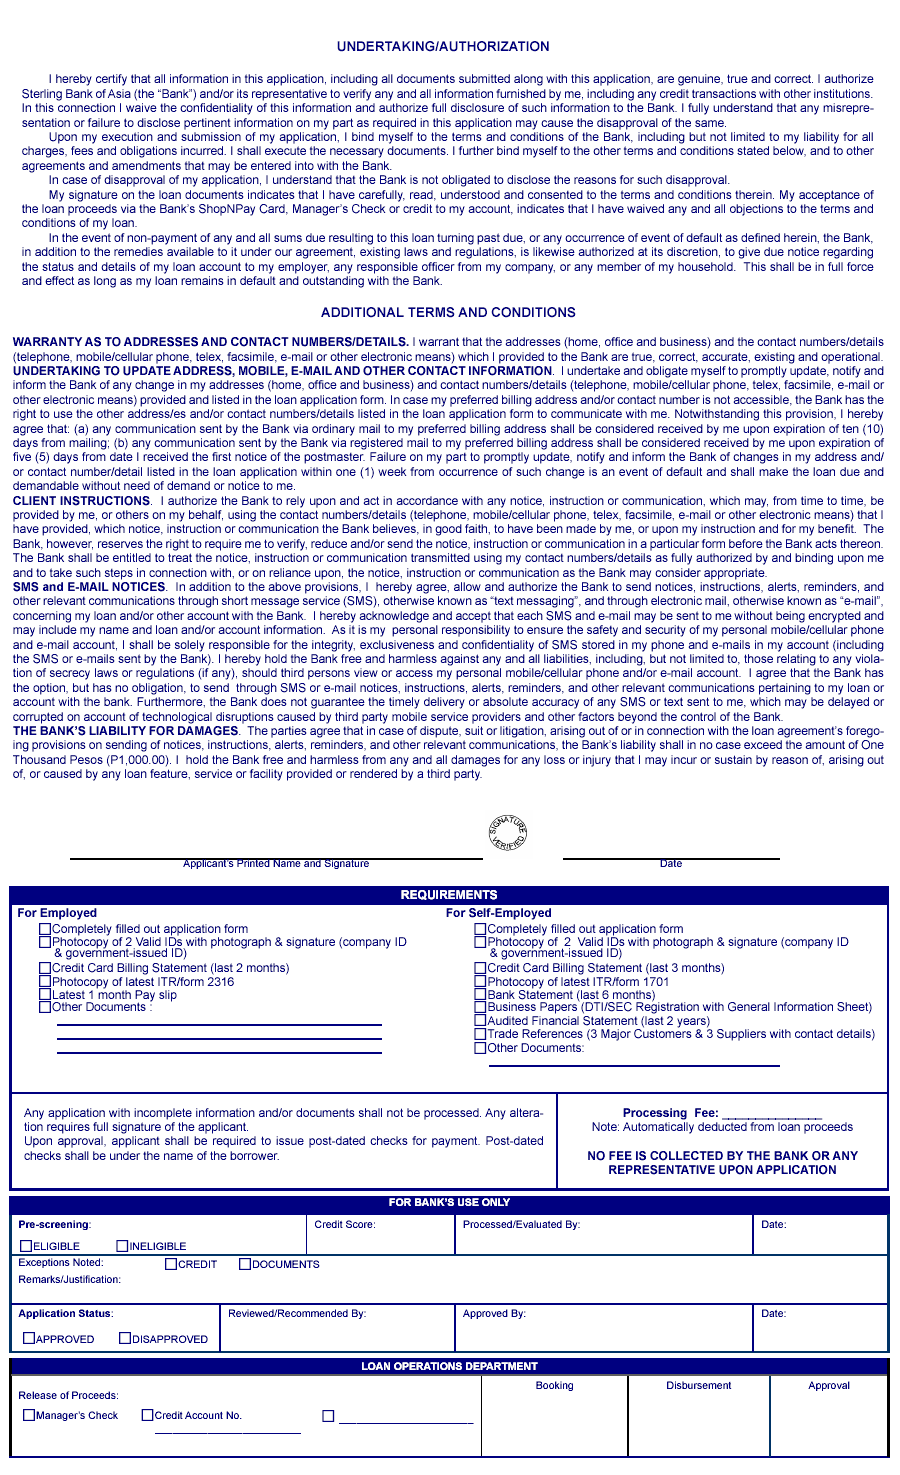 UNDERTAKING/AUTHORIZATION
I hereby certify that all information in this application, including all documents submitted along with this application, are genuine, true and correct. I authorize
Sterling Bank of Asia (the “Bank”) and/or its representative to verify any and all information furnished by me, including any credit transactions with other institutions.
In this connection I waive the confidentiality of this information and authorize full disclosure of such information to the Bank. I fully understand that any misrepre-
sentation or failure to disclose pertinent information on my part as required in this application may cause the disapproval of the same.
Upon my execution and submission of my application, I bind myself to the terms and conditions of the Bank, including but not limited to my liability for all
charges, fees and obligations incurred. I shall execute the necessary documents. I further bind myself to the other terms and conditions stated below, and to other
agreements and amendments that may be entered into with the Bank.
In case of disapproval of my application, I understand that the Bank is not obligated to disclose the reasons for such disapproval.
My signature on the loan documents indicates that I have carefully, read, understood and consented to the terms and conditions therein. My acceptance of
the loan proceeds via the Bank’s ShopNPay Card, Manager’s Check or credit to my account, indicates that I have waived any and all objections to the terms and
conditions of my loan.
In the event of non-payment of any and all sums due resulting to this loan turning past due, or any occurrence of event of default as defined herein, the Bank,
in addition to the remedies available to it under our agreement, existing laws and regulations, is likewise authorized at its discretion, to give due notice regarding
the status and details of my loan account to my employer, any responsible officer from my company, or any member of my household. This shall be in full force
and effect as long as my loan remains in default and outstanding with the Bank.
ADDITIONAL TERMS AND CONDITIONS
WARRANTY AS TO ADDRESSES AND CONTACT NUMBERS/DETAILS. I warrant that the addresses (home, office and business) and the contact numbers/details
(telephone, mobile/cellular phone, telex, facsimile, e-mail or other electronic means) which I provided to the Bank are true, correct, accurate, existing and operational.
UNDERTAKING TO UPDATE ADDRESS, MOBILE, E-MAIL AND OTHER CONTACT INFORMATION. I undertake and obligate myself to promptly update, notify and
inform the Bank of any change in my addresses (home, office and business) and contact numbers/details (telephone, mobile/cellular phone, telex, facsimile, e-mail or
other electronic means) provided and listed in the loan application form. In case my preferred billing address and/or contact number is not accessible, the Bank has the
right to use the other address/es and/or contact numbers/details listed in the loan application form to communicate with me. Notwithstanding this provision, I hereby
agree that: (a) any communication sent by the Bank via ordinary mail to my preferred billing address shall be considered received by me upon expiration of ten (10)
days from mailing; (b) any communication sent by the Bank via registered mail to my preferred billing address shall be considered received by me upon expiration of
five (5) days from date I received the first notice of the postmaster. Failure on my part to promptly update, notify and inform the Bank of changes in my address and/
or contact number/detail listed in the loan application within one (1) week from occurrence of such change is an event of default and shall make the loan due and
demandable without need of demand or notice to me.
CLIENT INSTRUCTIONS. I authorize the Bank to rely upon and act in accordance with any notice, instruction or communication, which may, from time to time, be
provided by me, or others on my behalf, using the contact numbers/details (telephone, mobile/cellular phone, telex, facsimile, e-mail or other electronic means) that I
have provided, which notice, instruction or communication the Bank believes, in good faith, to have been made by me, or upon my instruction and for my benefit. The
Bank, however, reserves the right to require me to verify, reduce and/or send the notice, instruction or communication in a particular form before the Bank acts thereon.
The Bank shall be entitled to treat the notice, instruction or communication transmitted using my contact numbers/details as fully authorized by and binding upon me
and to take such steps in connection with, or on reliance upon, the notice, instruction or communication as the Bank may consider appropriate.
SMS and E-MAIL NOTICES. In addition to the above provisions, I hereby agree, allow and authorize the Bank to send notices, instructions, alerts, reminders, and
other relevant communications through short message service (SMS), otherwise known as “text messaging”, and through electronic mail, otherwise known as “e-mail”,
concerning my loan and/or other account with the Bank. I hereby acknowledge and accept that each SMS and e-mail may be sent to me without being encrypted and
may include my name and loan and/or account information. As it is my personal responsibility to ensure the safety and security of my personal mobile/cellular phone
and e-mail account, I shall be solely responsible for the integrity, exclusiveness and confidentiality of SMS stored in my phone and e-mails in my account (including
the SMS or e-mails sent by the Bank). I hereby hold the Bank free and harmless against any and all liabilities, including, but not limited to, those relating to any viola-
tion of secrecy laws or regulations (if any), should third persons view or access my personal mobile/cellular phone and/or e-mail account. I agree that the Bank has
the option, but has no obligation, to send through SMS or e-mail notices, instructions, alerts, reminders, and other relevant communications pertaining to my loan or
account with the bank. Furthermore, the Bank does not guarantee the timely delivery or absolute accuracy of any SMS or text sent to me, which may be delayed or
corrupted on account of technological disruptions caused by third party mobile service providers and other factors beyond the control of the Bank.
THE BANK’S LIABILITY FOR DAMAGES. The parties agree that in case of dispute, suit or litigation, arising out of or in connection with the loan agreement’s forego-
ing provisions on sending of notices, instructions, alerts, reminders, and other relevant communications, the Bank’s liability shall in no case exceed the amount of One
Thousand Pesos (P1,000.00). I hold the Bank free and harmless from any and all damages for any loss or injury that I may incur or sustain by reason of, arising out
of, or caused by any loan feature, service or facility provided or rendered by a third party.
SIGNATURE VERIFIED
Applicant’s Printed Name and Signature
Date
REQUIREMENTS
For Employed
Completely filled out application form
Photocopy of 2 Valid IDs with photograph & signature (company ID
& government-issued ID)
Credit Card Billing Statement (last 2 months)
Photocopy of latest ITR/form 2316
Latest 1 month Pay slip
Other Documents :
For Self-Employed
Completely filled out application form
Photocopy of 2 Valid IDs with photograph & signature (company ID
& government-issued ID)
Credit Card Billing Statement (last 3 months)
Photocopy of latest ITR/form 1701
Bank Statement (last 6 months)
Business Papers (DTI/SEC Registration with General Information Sheet)
Audited Financial Statement (last 2 years)
Trade References (3 Major Customers & 3 Suppliers with contact details)
Other Documents:
Any application with incomplete information and/or documents shall not be processed. Any altera-
tion requires full signature of the applicant.
Upon approval, applicant shall be required to issue post-dated checks for payment. Post-dated
checks shall be under the name of the borrower.
Processing Fee: _______________
Note: Automatically deducted from loan proceeds
NO FEE IS COLLECTED BY THE BANK OR ANY
REPRESENTATIVE UPON APPLICATION
FOR BANK’S USE ONLY
Pre-screening:
ELIGIBLE INELIGIBLE
Credit Score:
Processed/Evaluated By:
Date:
Exceptions Noted: CREDIT DOCUMENTS
Remarks/Justification:
Application Status:
APPROVED DISAPPROVED
Reviewed/Recommended By:
Approved By:
Date:
LOAN OPERATIONS DEPARTMENT
Release of Proceeds:
Manager’s Check Credit Account No.
Booking
Disbursement
Approval